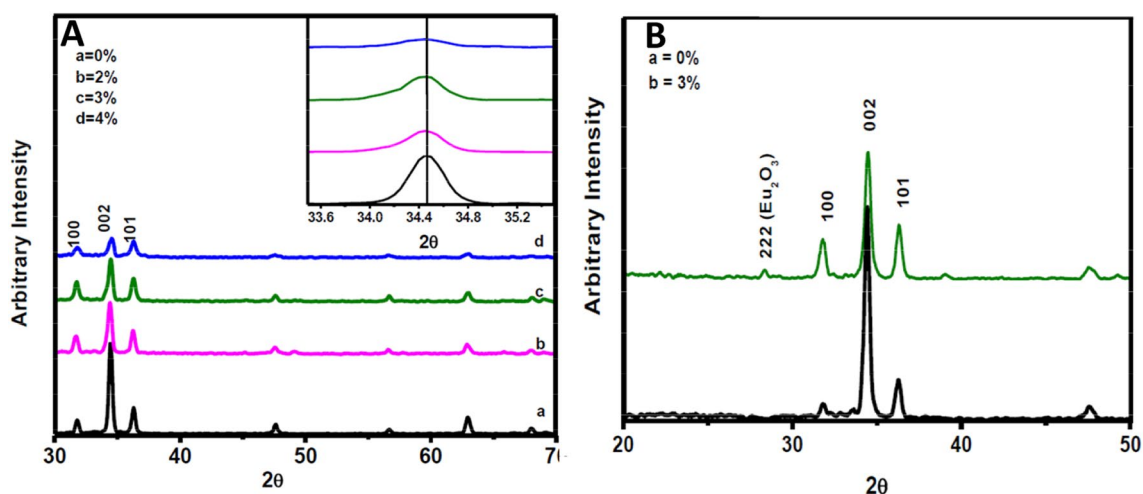 A
a=0%
b=2%
c=3%
d=4%
Arbitrary Intensity
100
002
101
d
c
b
a
30
40
50
60
70
2θ
33.6
34.0
34.4
34.8
35.2
2θ
B
a = 0%
b = 3%
Arbitrary Intensity
222 (Eu₂O₃)
100
002
101
20
30
40
50
2θ